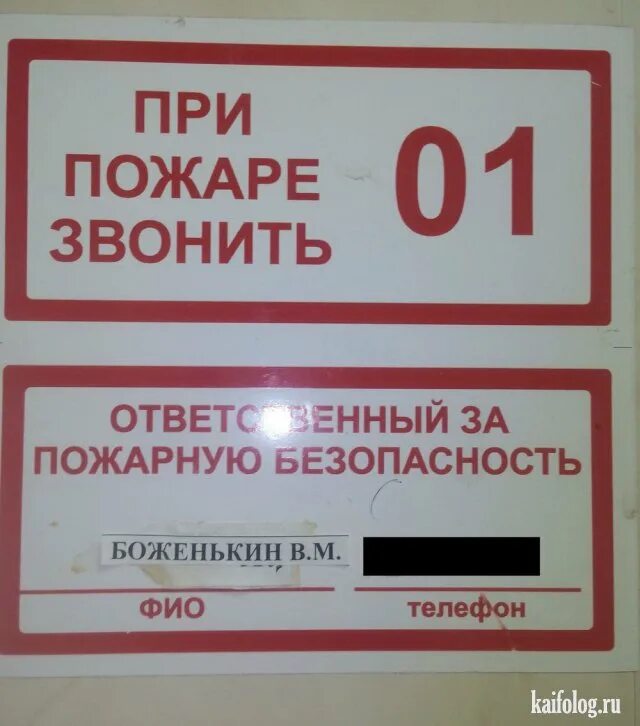 ПРИ
ПОЖАРЕ
ЗВОНИТЬ
01
ОТВЕТСТВЕННЫЙ ЗА
ПОЖАРНУЮ БЕЗОПАСНОСТЬ
БОЖЕНЬКИН В.М.
ФИО
телефон
kaifolog.ru